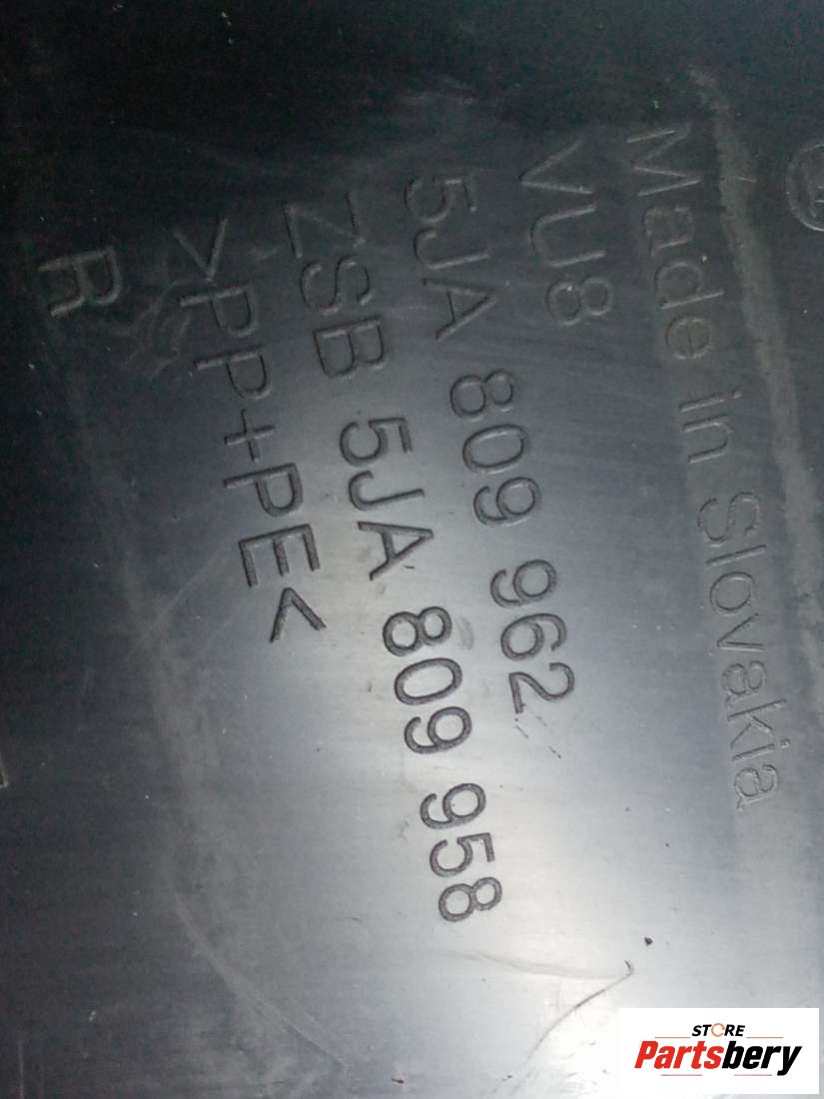 Made in Slovakia
VU8
5JA 809 962
ZSB 5JA 809 958
>PP+PE<
R
STORE
Partsbery